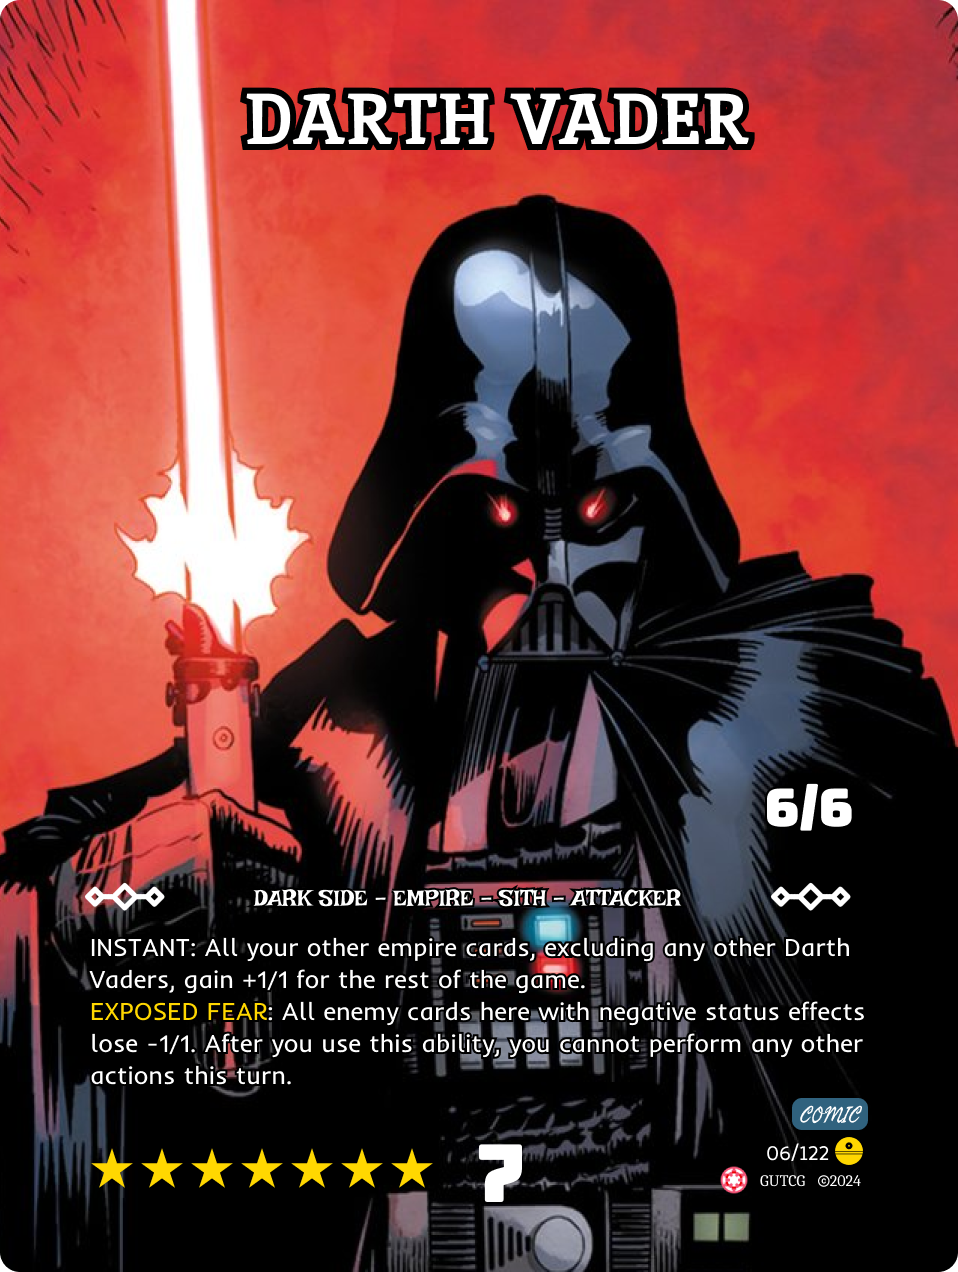 DARTH VADER
6/6
DARK SIDE - EMPIRE - SITH - ATTACKER
INSTANT: All your other empire cards, excluding any other Darth
Vaders, gain +1/1 for the rest of the game.
EXPOSED FEAR: All enemy cards here with negative status effects
lose -1/1. After you use this ability, you cannot perform any other
actions this turn.
COMIC
06/122
7
GUTCG ©2024